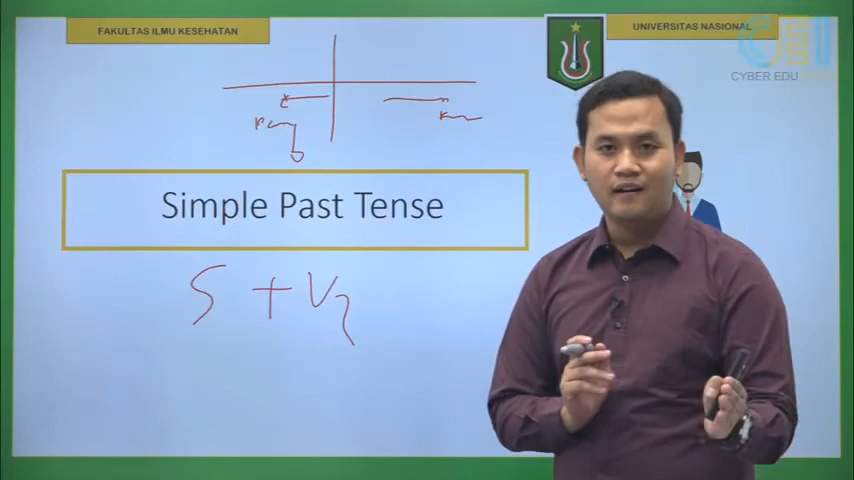 FAKULTAS ILMU KESEHATAN
UNIVERSITAS NASIONAL
CYBER EDU
Simple Past Tense
S + V2